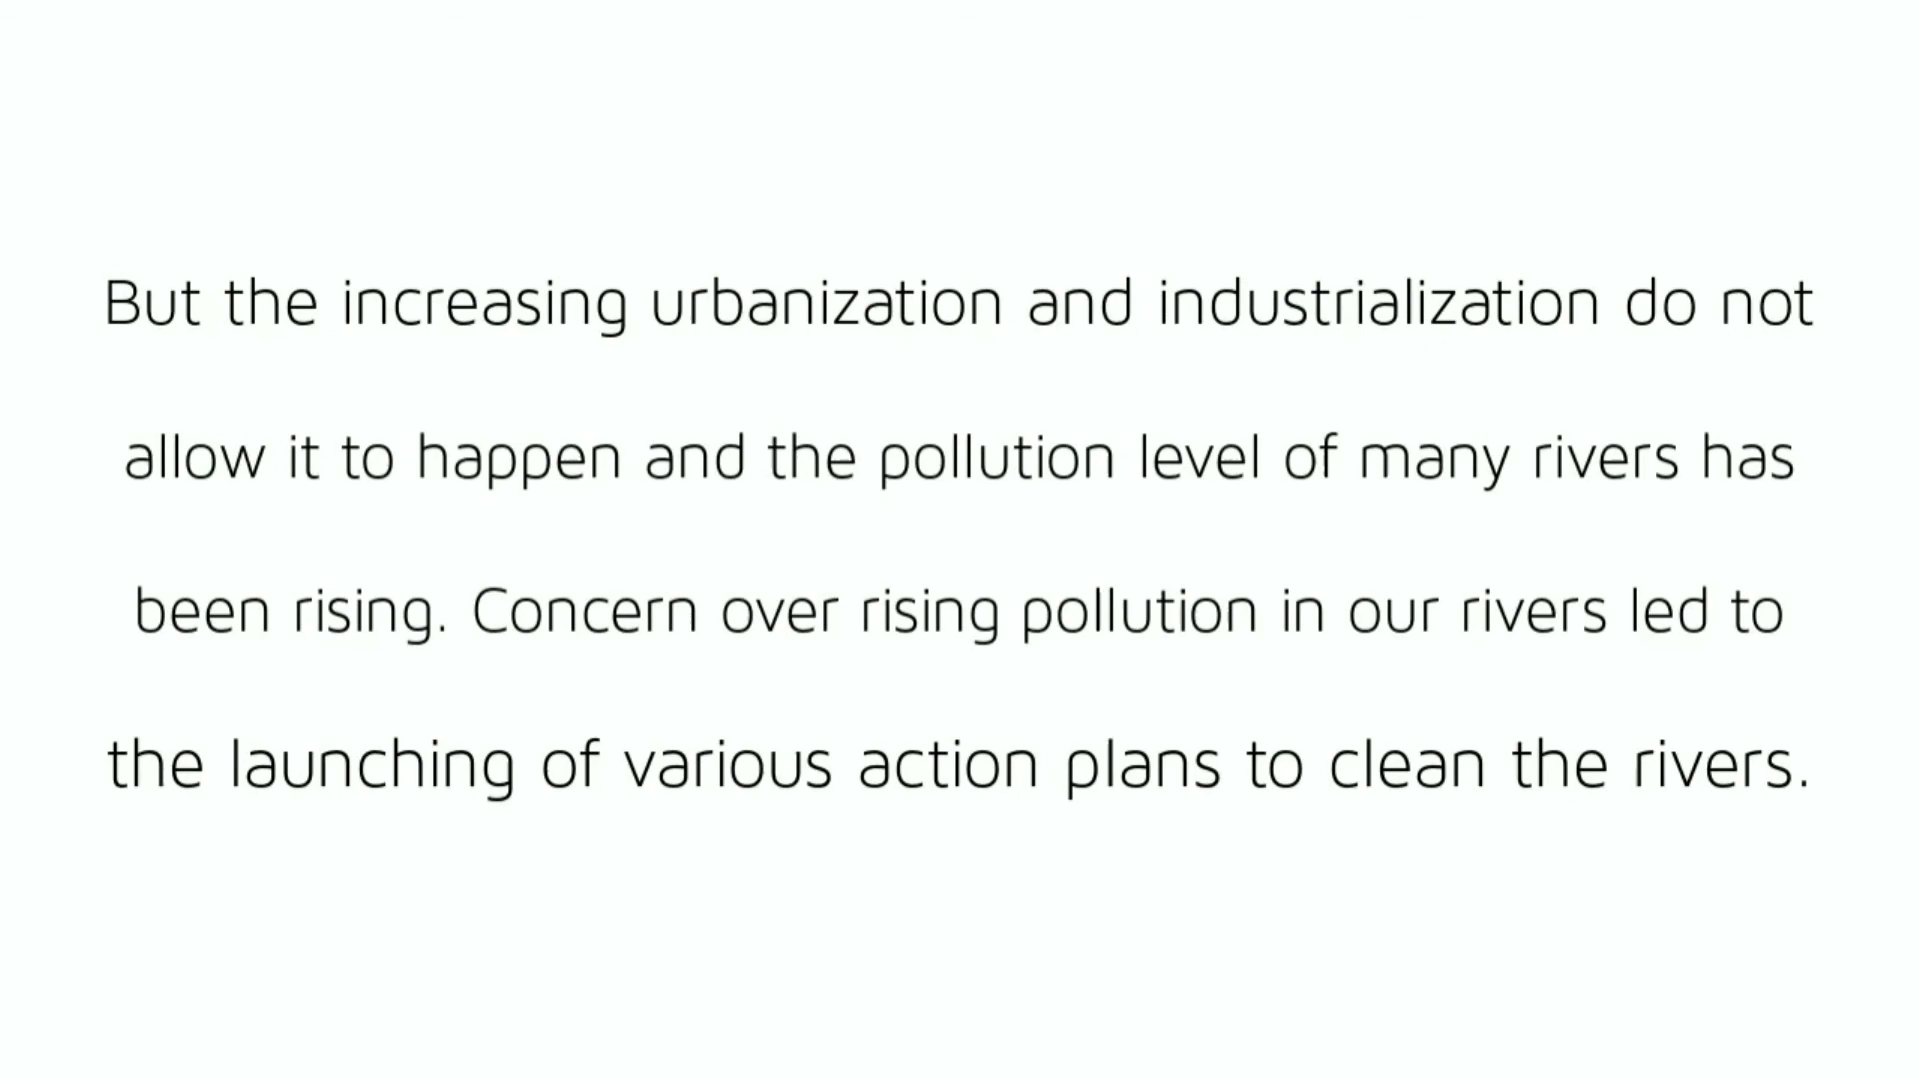 But the increasing urbanization and industrialization do not
allow it to happen and the pollution level of many rivers has
been rising. Concern over rising pollution in our rivers led to
the launching of various action plans to clean the rivers.